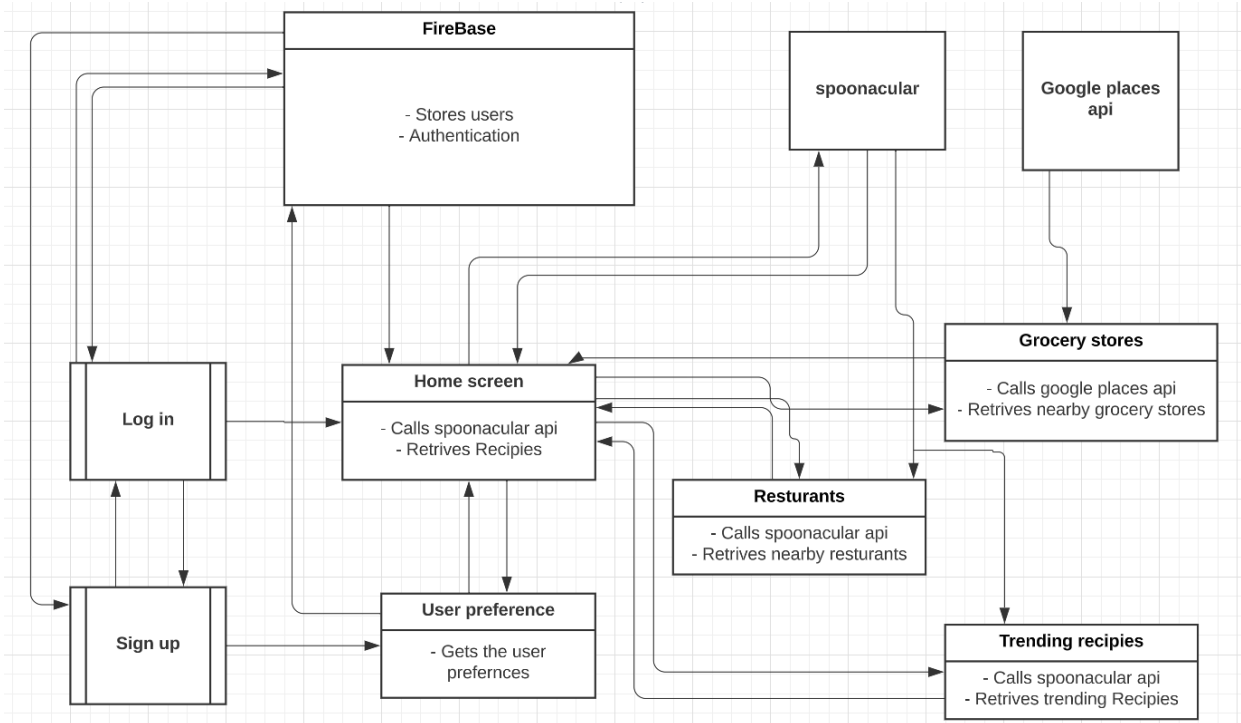 FireBase
- Stores users
- Authentication
spoonacular
Google places
api
Grocery stores
- Calls google places api
- Retrives nearby grocery stores
Home screen
- Calls spoonacular api
- Retrives Recipies
Log in
Resturants
- Calls spoonacular api
- Retrives nearby resturants
User preference
- Gets the user
prefernces
Sign up
Trending recipies
- Calls spoonacular api
- Retrives trending Recipies